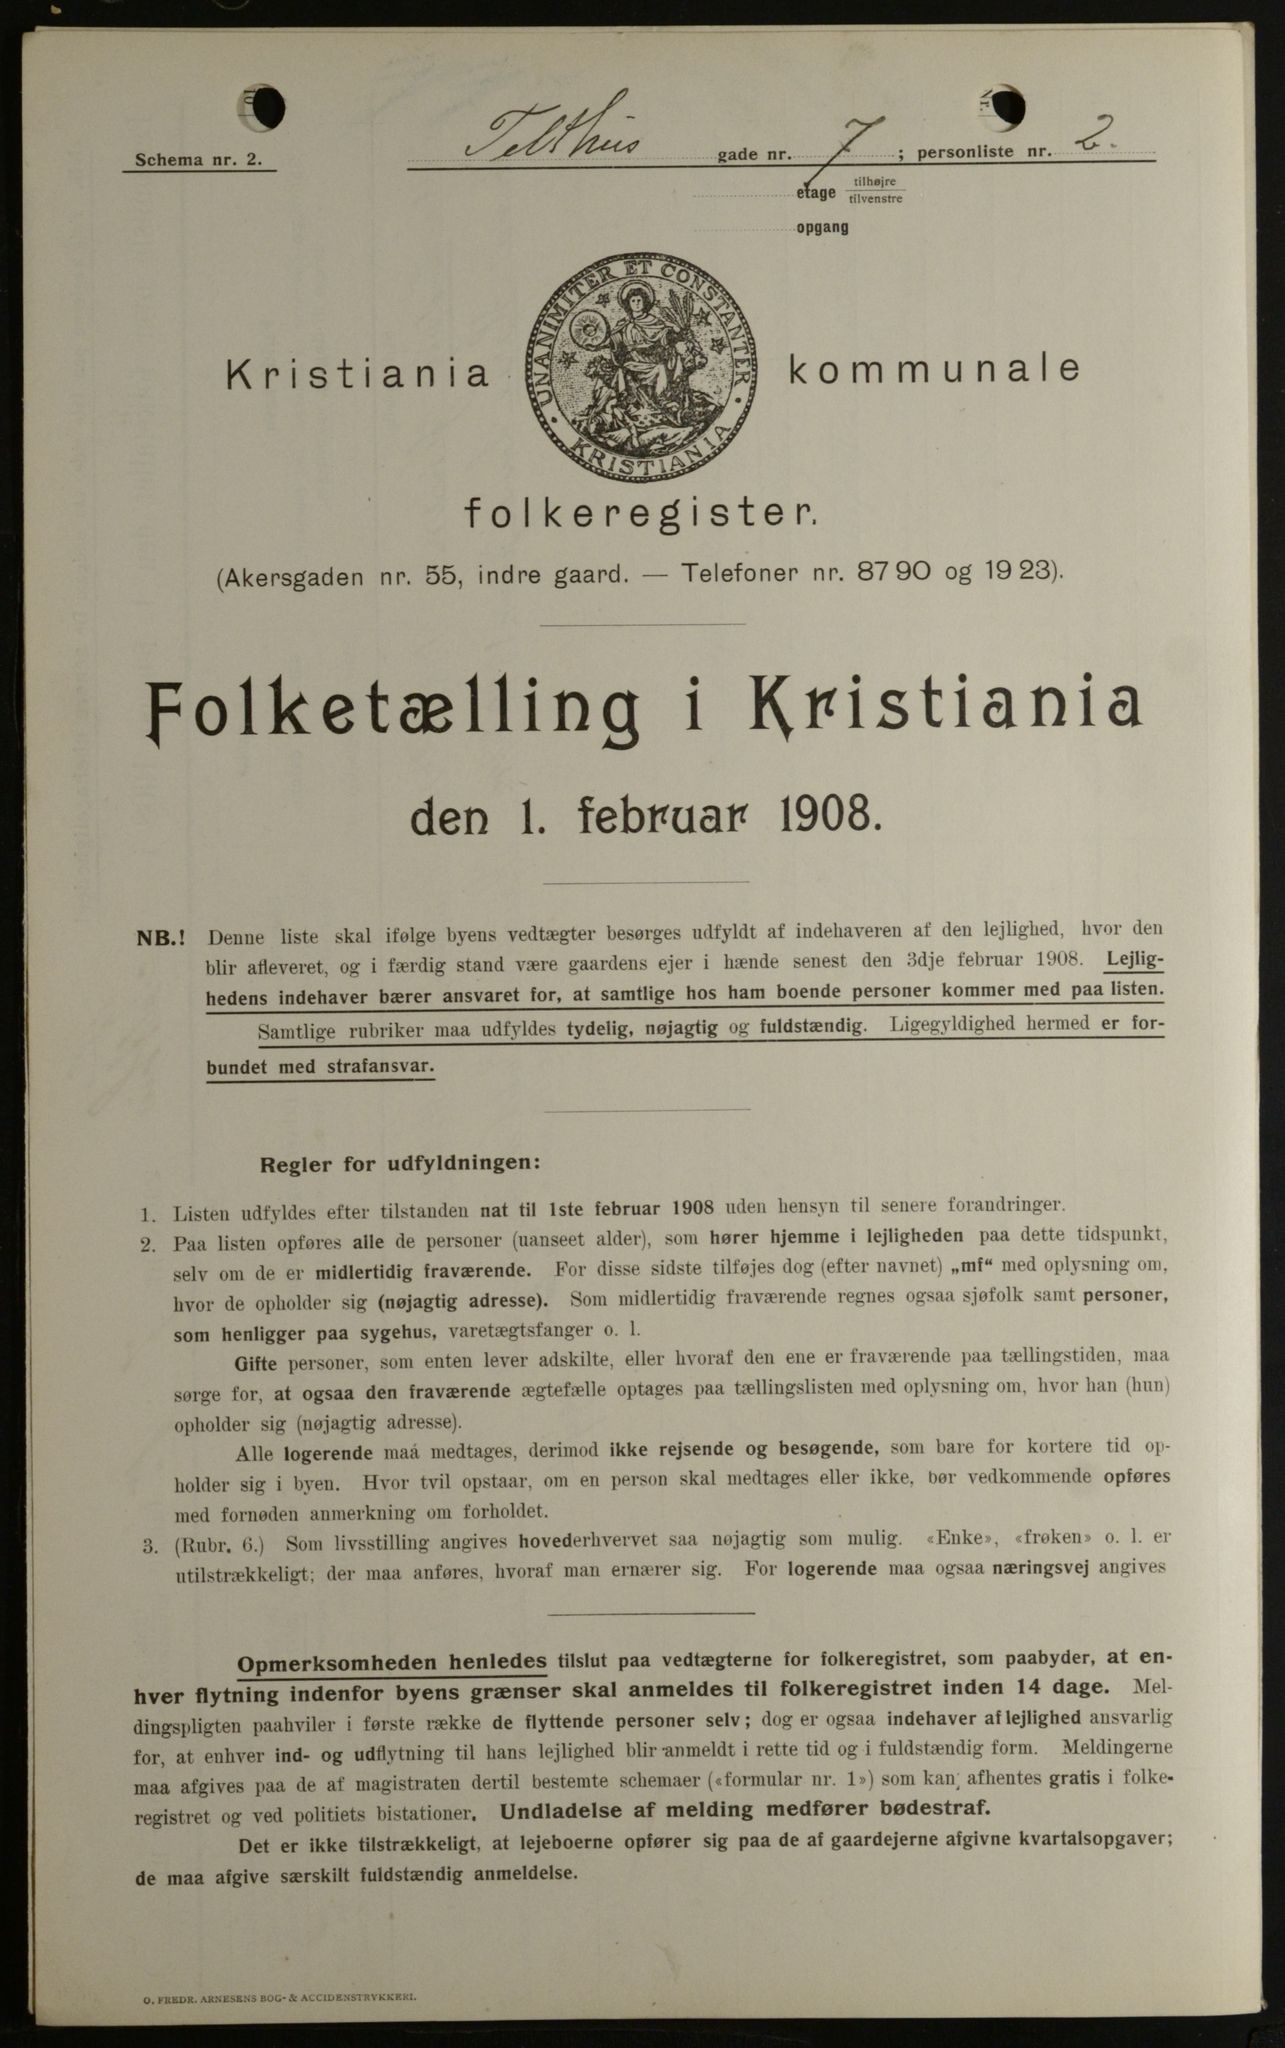 Schema nr. 2.
Telthus gade nr. 7 ; personliste nr. 2.
etage tilhøjre
tilvenstre
opgang
UNANIMITER ET CONSTANTER
KRISTIANIA
Kristiania kommunale
folkeregister.
(Akersgaden nr. 55, indre gaard. — Telefoner nr. 87 90 og 19 23).
Folketælling i Kristiania
den 1. februar 1908.
NB.! Denne liste skal ifølge byens vedtægter besørges udfyldt af indehaveren af den lejlighed, hvor den
blir afleveret, og i færdig stand være gaardens ejer i hænde senest den 3dje februar 1908. Lejlig-
hedens indehaver bærer ansvaret for, at samtlige hos ham boende personer kommer med paa listen.
Samtlige rubriker maa udfyldes tydelig, nøjagtig og fuldstændig. Ligegyldighed hermed er for-
bundet med strafansvar.
Regler for udfyldningen:
1. Listen udfyldes efter tilstanden nat til 1ste februar 1908 uden hensyn til senere forandringer.
2. Paa listen opføres alle de personer (uanseet alder), som hører hjemme i lejligheden paa dette tidspunkt,
selv om de er midlertidig fraværende. For disse sidste tilføjes dog (efter navnet) „mf“ med oplysning om,
hvor de opholder sig (nøjagtig adresse). Som midlertidig fraværende regnes ogsaa sjøfolk samt personer,
som henligger paa sygehus, varetægtsfanger o. l.
Gifte personer, som enten lever adskilte, eller hvoraf den ene er fraværende paa tællingstiden, maa
sørge for, at ogsaa den fraværende ægtefælle optages paa tællingslisten med oplysning om, hvor han (hun)
opholder sig (nøjagtig adresse).
Alle logerende maa medtages, derimod ikke rejsende og besøgende, som bare for kortere tid op-
holder sig i byen. Hvor tvil opstaar, om en person skal medtages eller ikke, bør vedkommende opføres
med fornøden anmerkning om forholdet.
3. (Rubr. 6.) Som livsstilling angives hovederhvervet saa nøjagtig som mulig. «Enke», «frøken» o. l. er
utilstrækkeligt; der maa anføres, hvoraf man ernærer sig. For logerende maa ogsaa næringsvej angives
Opmerksomheden henledes tilslut paa vedtægterne for folkeregistret, som paabyder, at en-
hver flytning indenfor byens grænser skal anmeldes til folkeregistret inden 14 dage. Mel-
dingspligten paahviler i første række de flyttende personer selv; dog er ogsaa indehaver af lejlighed ansvarlig
for, at enhver ind- og udflytning til hans lejlighed blir anmeldt i rette tid og i fuldstændig form. Meldingerne
maa afgives paa de af magistraten dertil bestemte schemaer («formular nr. 1») som kan afhentes gratis i folke-
registret og ved politiets bistationer. Undladelse af melding medfører bødestraf.
Det er ikke tilstrækkeligt, at lejeboerne opfører sig paa de af gaardejerne afgivne kvartalsopgaver;
de maa afgive særskilt fuldstændig anmeldelse.
O. FREDR. ARNESENS BOG- & ACCIDENSTRYKKERI.